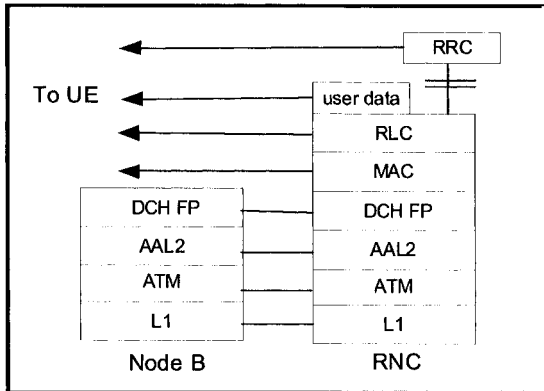 RRC
To UE
user data
RLC
MAC
DCH FP DCH FP
AAL2 AAL2
ATM ATM
L1 L1
Node B RNC